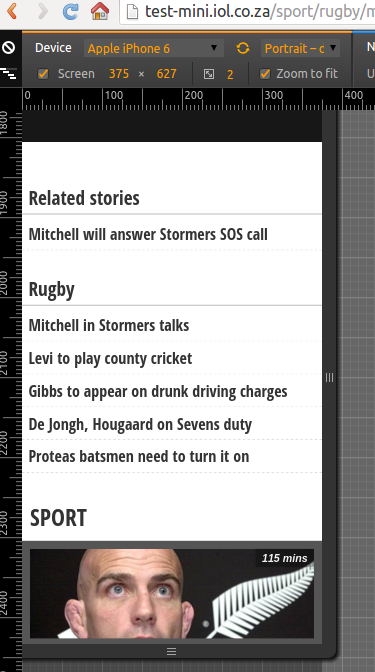 test-mini.iol.co.za/sport/rugby/m
Device Apple iPhone 6 Portrait – c N
Screen 375 × 627 2 Zoom to fit U
0 100 200 300 400
1800
1900
2000
2100
2200
2300
2400
Related stories
Mitchell will answer Stormers SOS call
Rugby
Mitchell in Stormers talks
Levi to play county cricket
Gibbs to appear on drunk driving charges
De Jongh, Hougaard on Sevens duty
Proteas batsmen need to turn it on
SPORT
115 mins